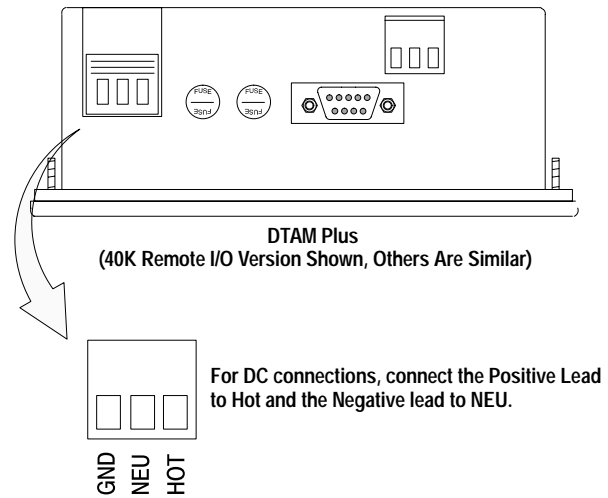 FUSE FUSE
FUSE FUSE
DTAM Plus
(40K Remote I/O Version Shown, Others Are Similar)
For DC connections, connect the Positive Lead
to Hot and the Negative lead to NEU.
GND
NEU
HOT